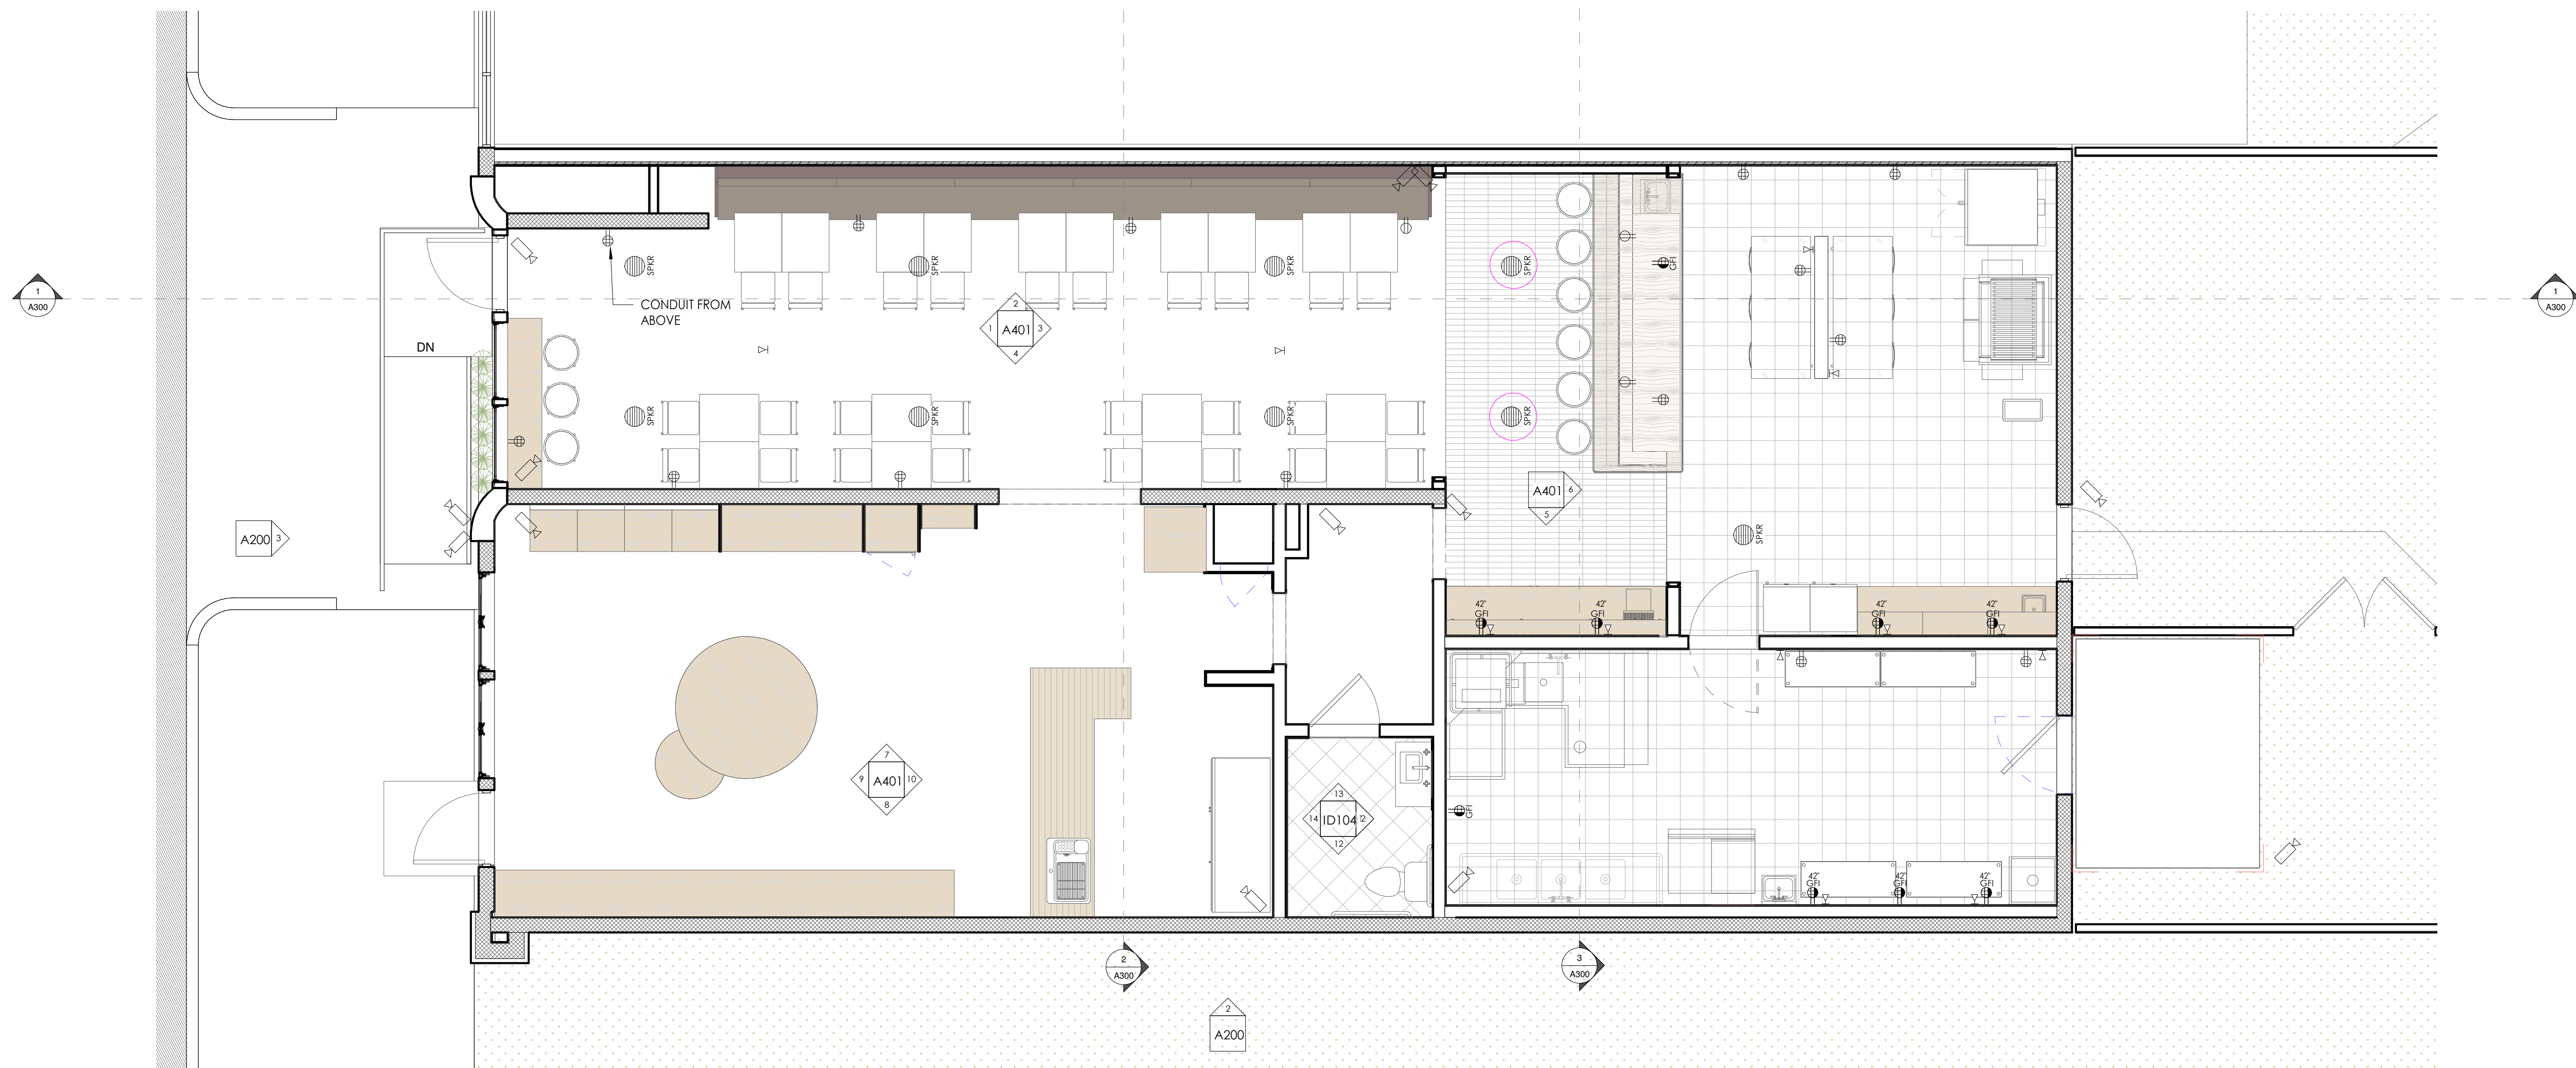 1
A300
1
A300
CONDUIT FROM
ABOVE
SPKR
SPKR
SPKR
SPKR
GFI
2
1 A401 3
4
DN
SPKR
SPKR
SPKR
SPKR
A401 6
5
A200 3
SPKR
42"
GFI
42"
GFI
42"
GFI
42"
GFI
7
9 A401 10
8
13
14 ID104 12
12
GFI
42"
GFI
42"
GFI
42"
GFI
2
A300
3
A300
2
A200